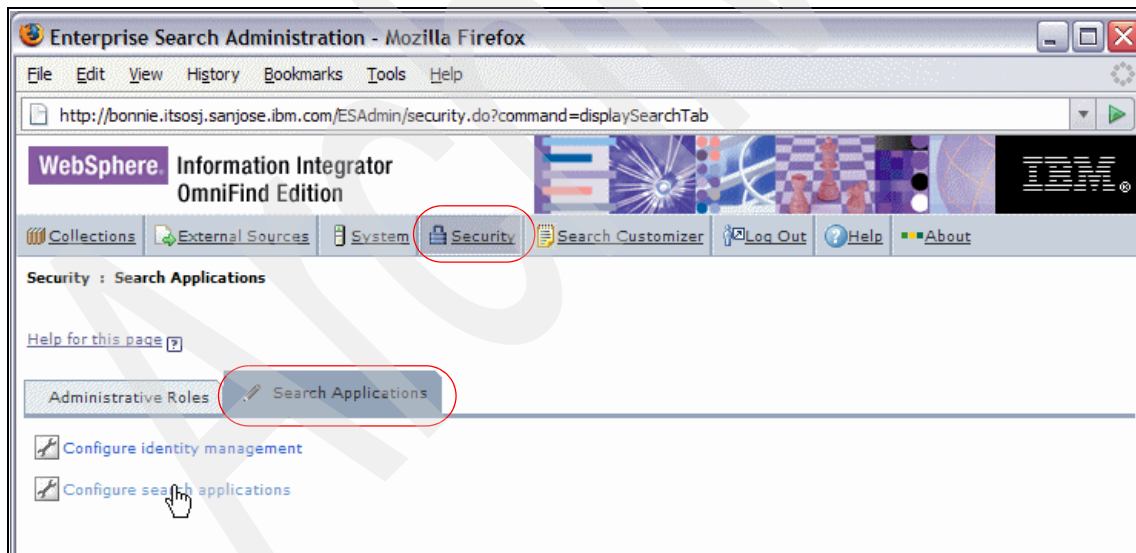 Enterprise Search Administration - Mozilla Firefox
File Edit View History Bookmarks Tools Help
http://bonnie.itsosj.sanjose.ibm.com/ESAdmin/security.do?command=displaySearchTab
WebSphere. Information Integrator
OmniFind Edition
IBM®
Collections External Sources System Security Search Customizer Log Out Help About
Security : Search Applications
Help for this page ?
Administrative Roles Search Applications
Configure identity management
Configure search applications